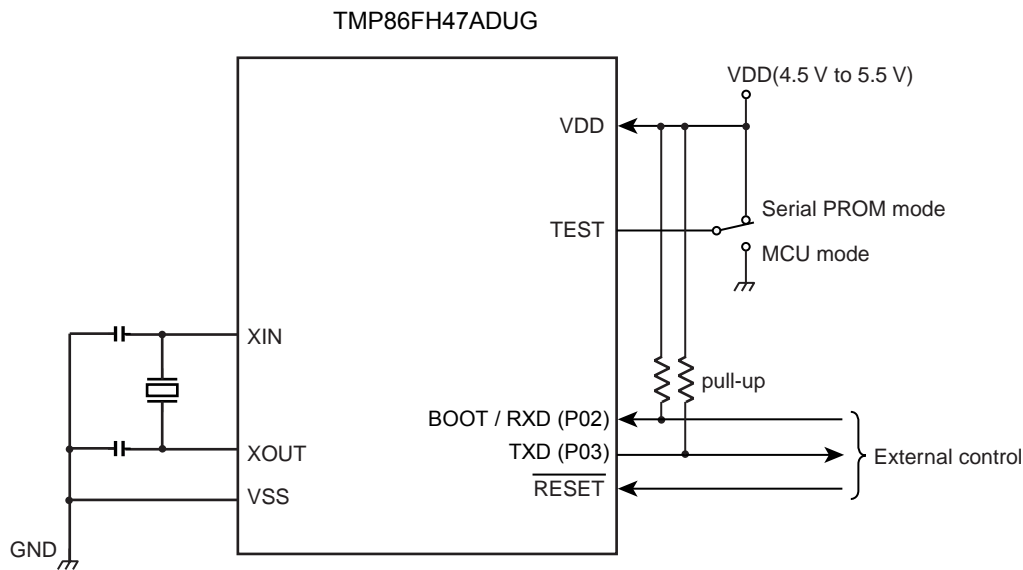 TMP86FH47ADUG
VDD(4.5 V to 5.5 V)
VDD
Serial PROM mode
TEST
MCU mode
XIN
pull-up
BOOT / RXD (P02)
XOUT
TXD (P03)
External control
RESET
VSS
GND